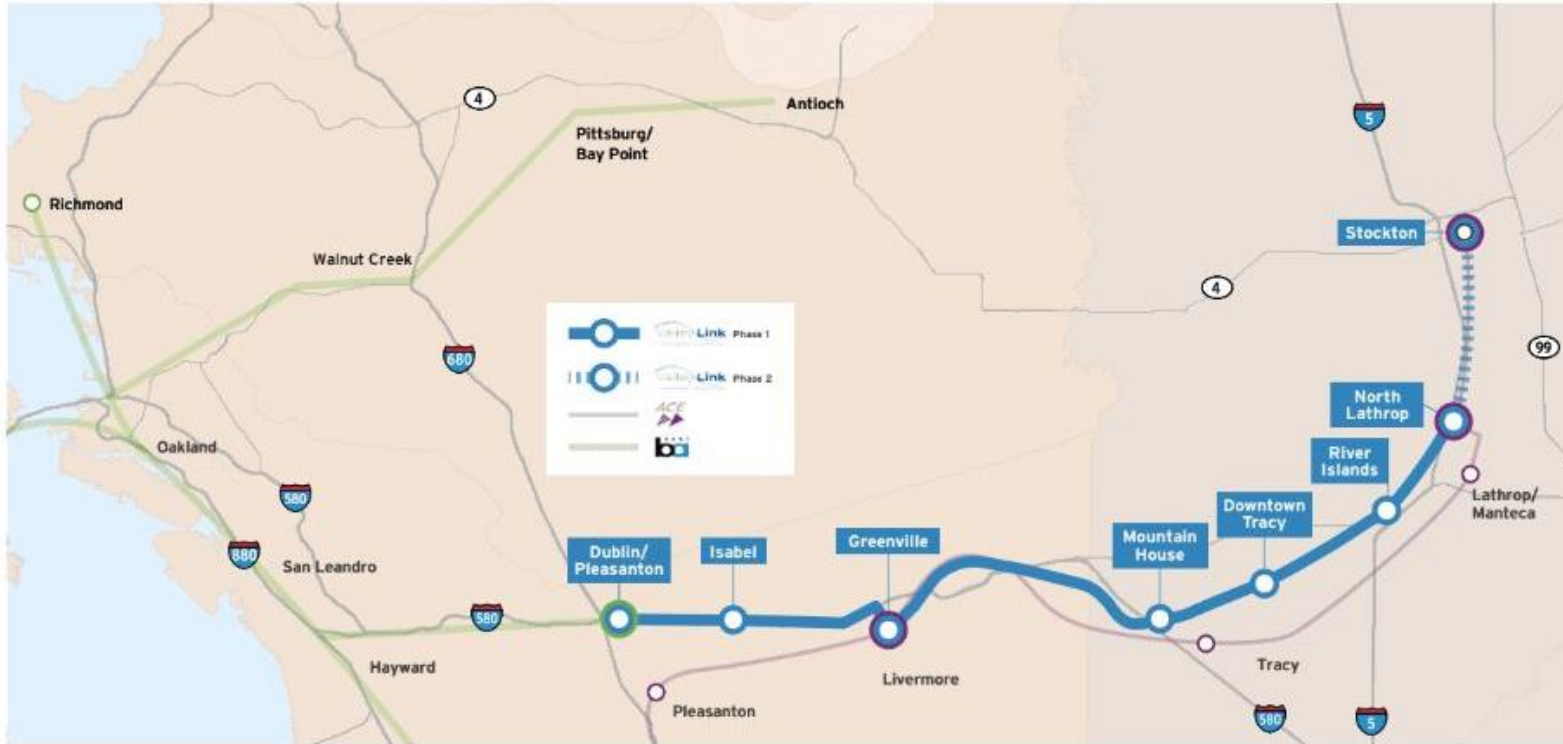 4
Antioch
5
Pittsburg/
Bay Point
Richmond
Stockton
Walnut Creek
4
Link Phase 1
680
99
Link Phase 2
North
Lathrop
ACE
River
Islands
Oakland
Lathrop/
Manteca
580
Downtown
Tracy
Mountain
House
Greenville
Isabel
Dublin/
Pleasanton
880
San Leandro
580
Hayward
Tracy
Livermore
Pleasanton
580
5